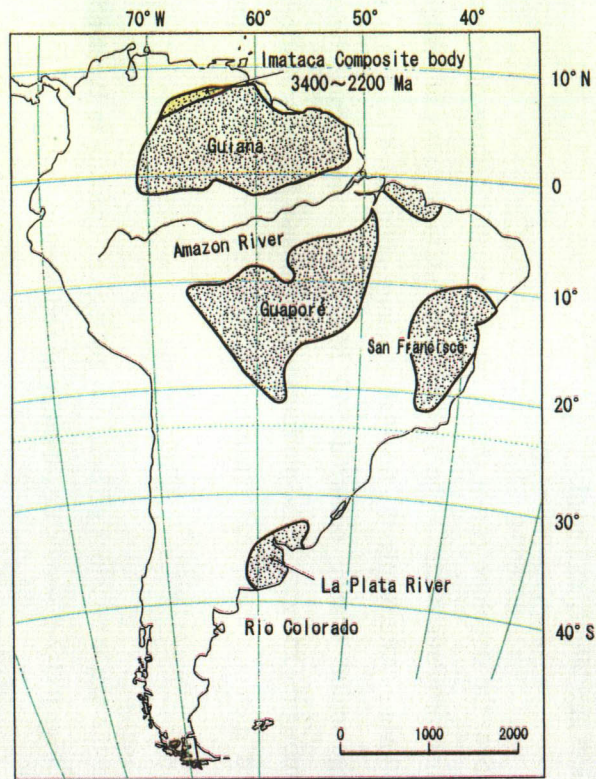 70°W 60° 50° 40°
Imataca Composite body
3400~2200 Ma
10°N
Guiana
0
Amazon River
10°
Guaporé
San Francisco
20°
30°
La Plata River
Rio Colorado
40°S
0 1000 2000